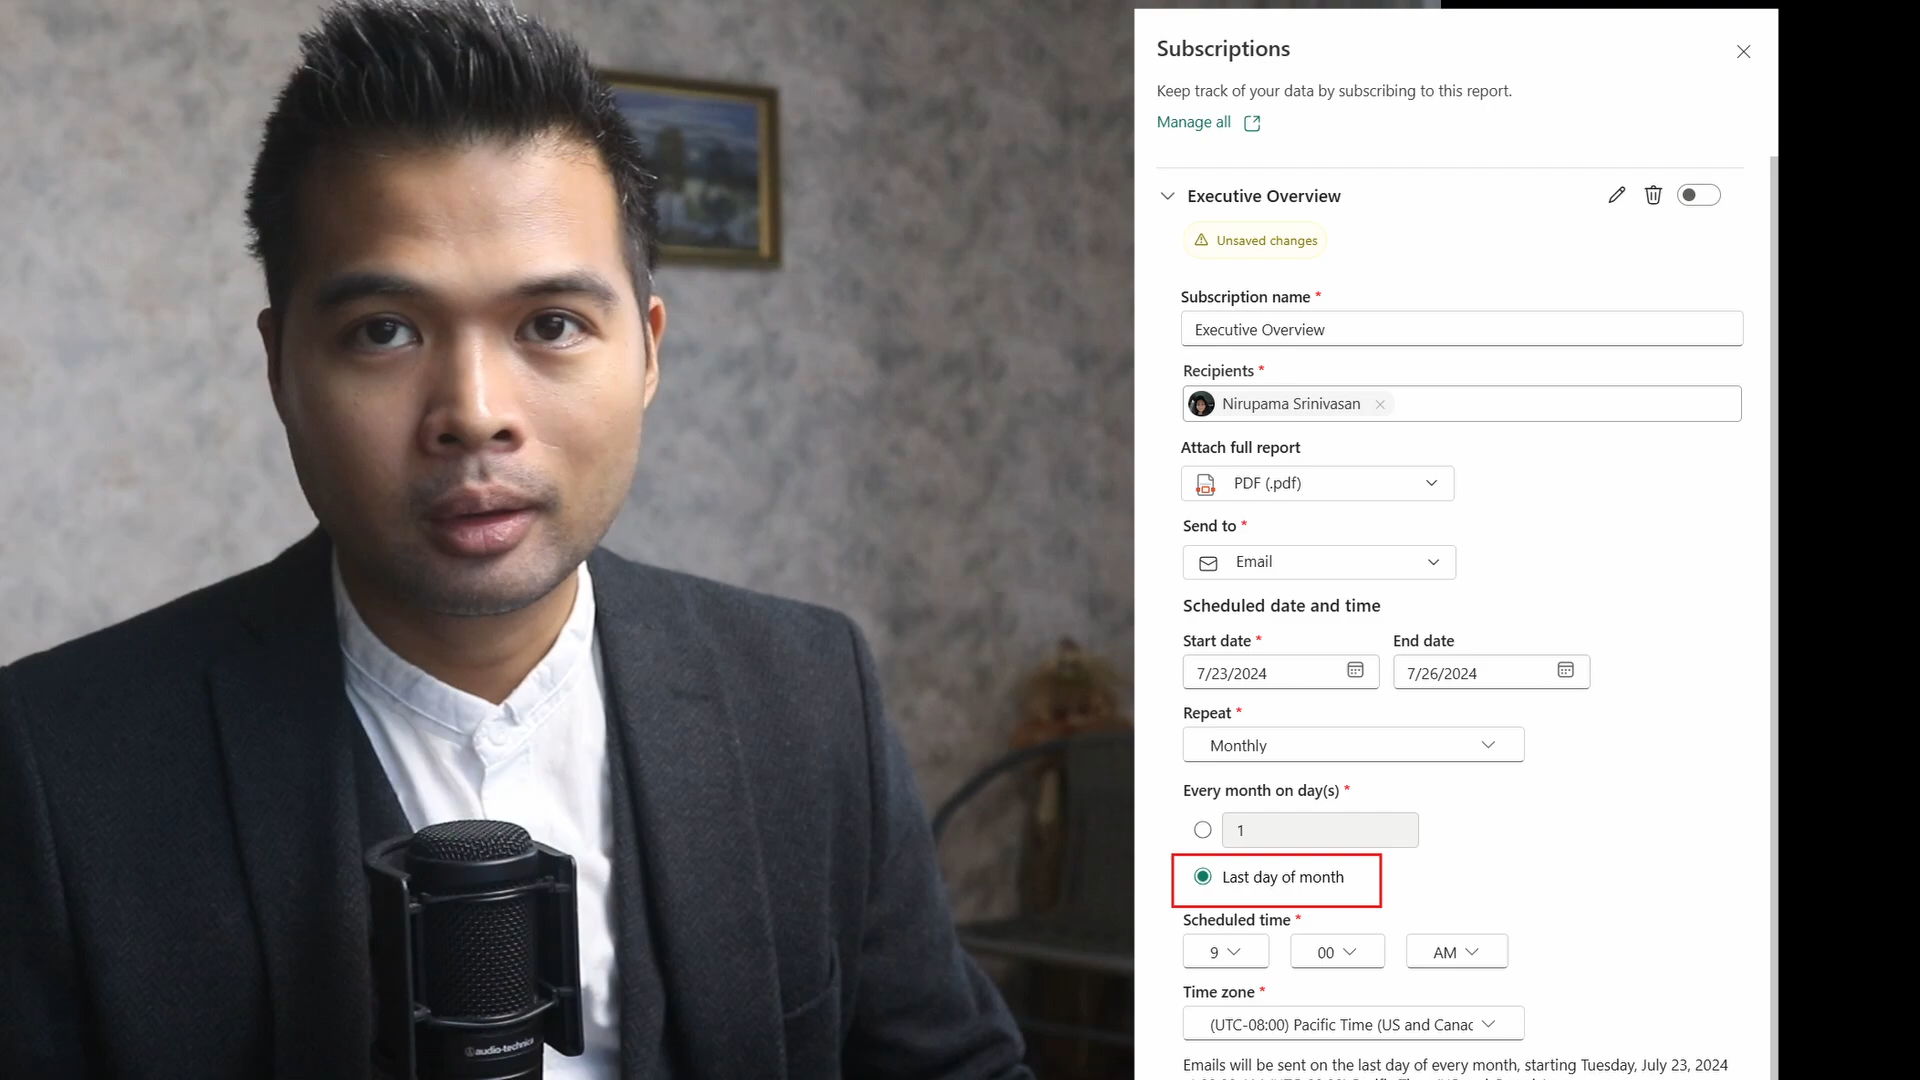 Subscriptions
Keep track of your data by subscribing to this report.
Manage all
Executive Overview
Unsaved changes
Subscription name *
Executive Overview
Recipients *
Nirupama Srinivasan
Attach full report
PDF (.pdf)
Send to *
Email
Scheduled date and time
Start date * End date
7/23/2024 7/26/2024
Repeat *
Monthly
Every month on day(s) *
1
Last day of month
Scheduled time *
9 00 AM
Time zone *
(UTC-08:00) Pacific Time (US and Canac
Emails will be sent on the last day of every month, starting Tuesday, July 23, 2024
audio-technica